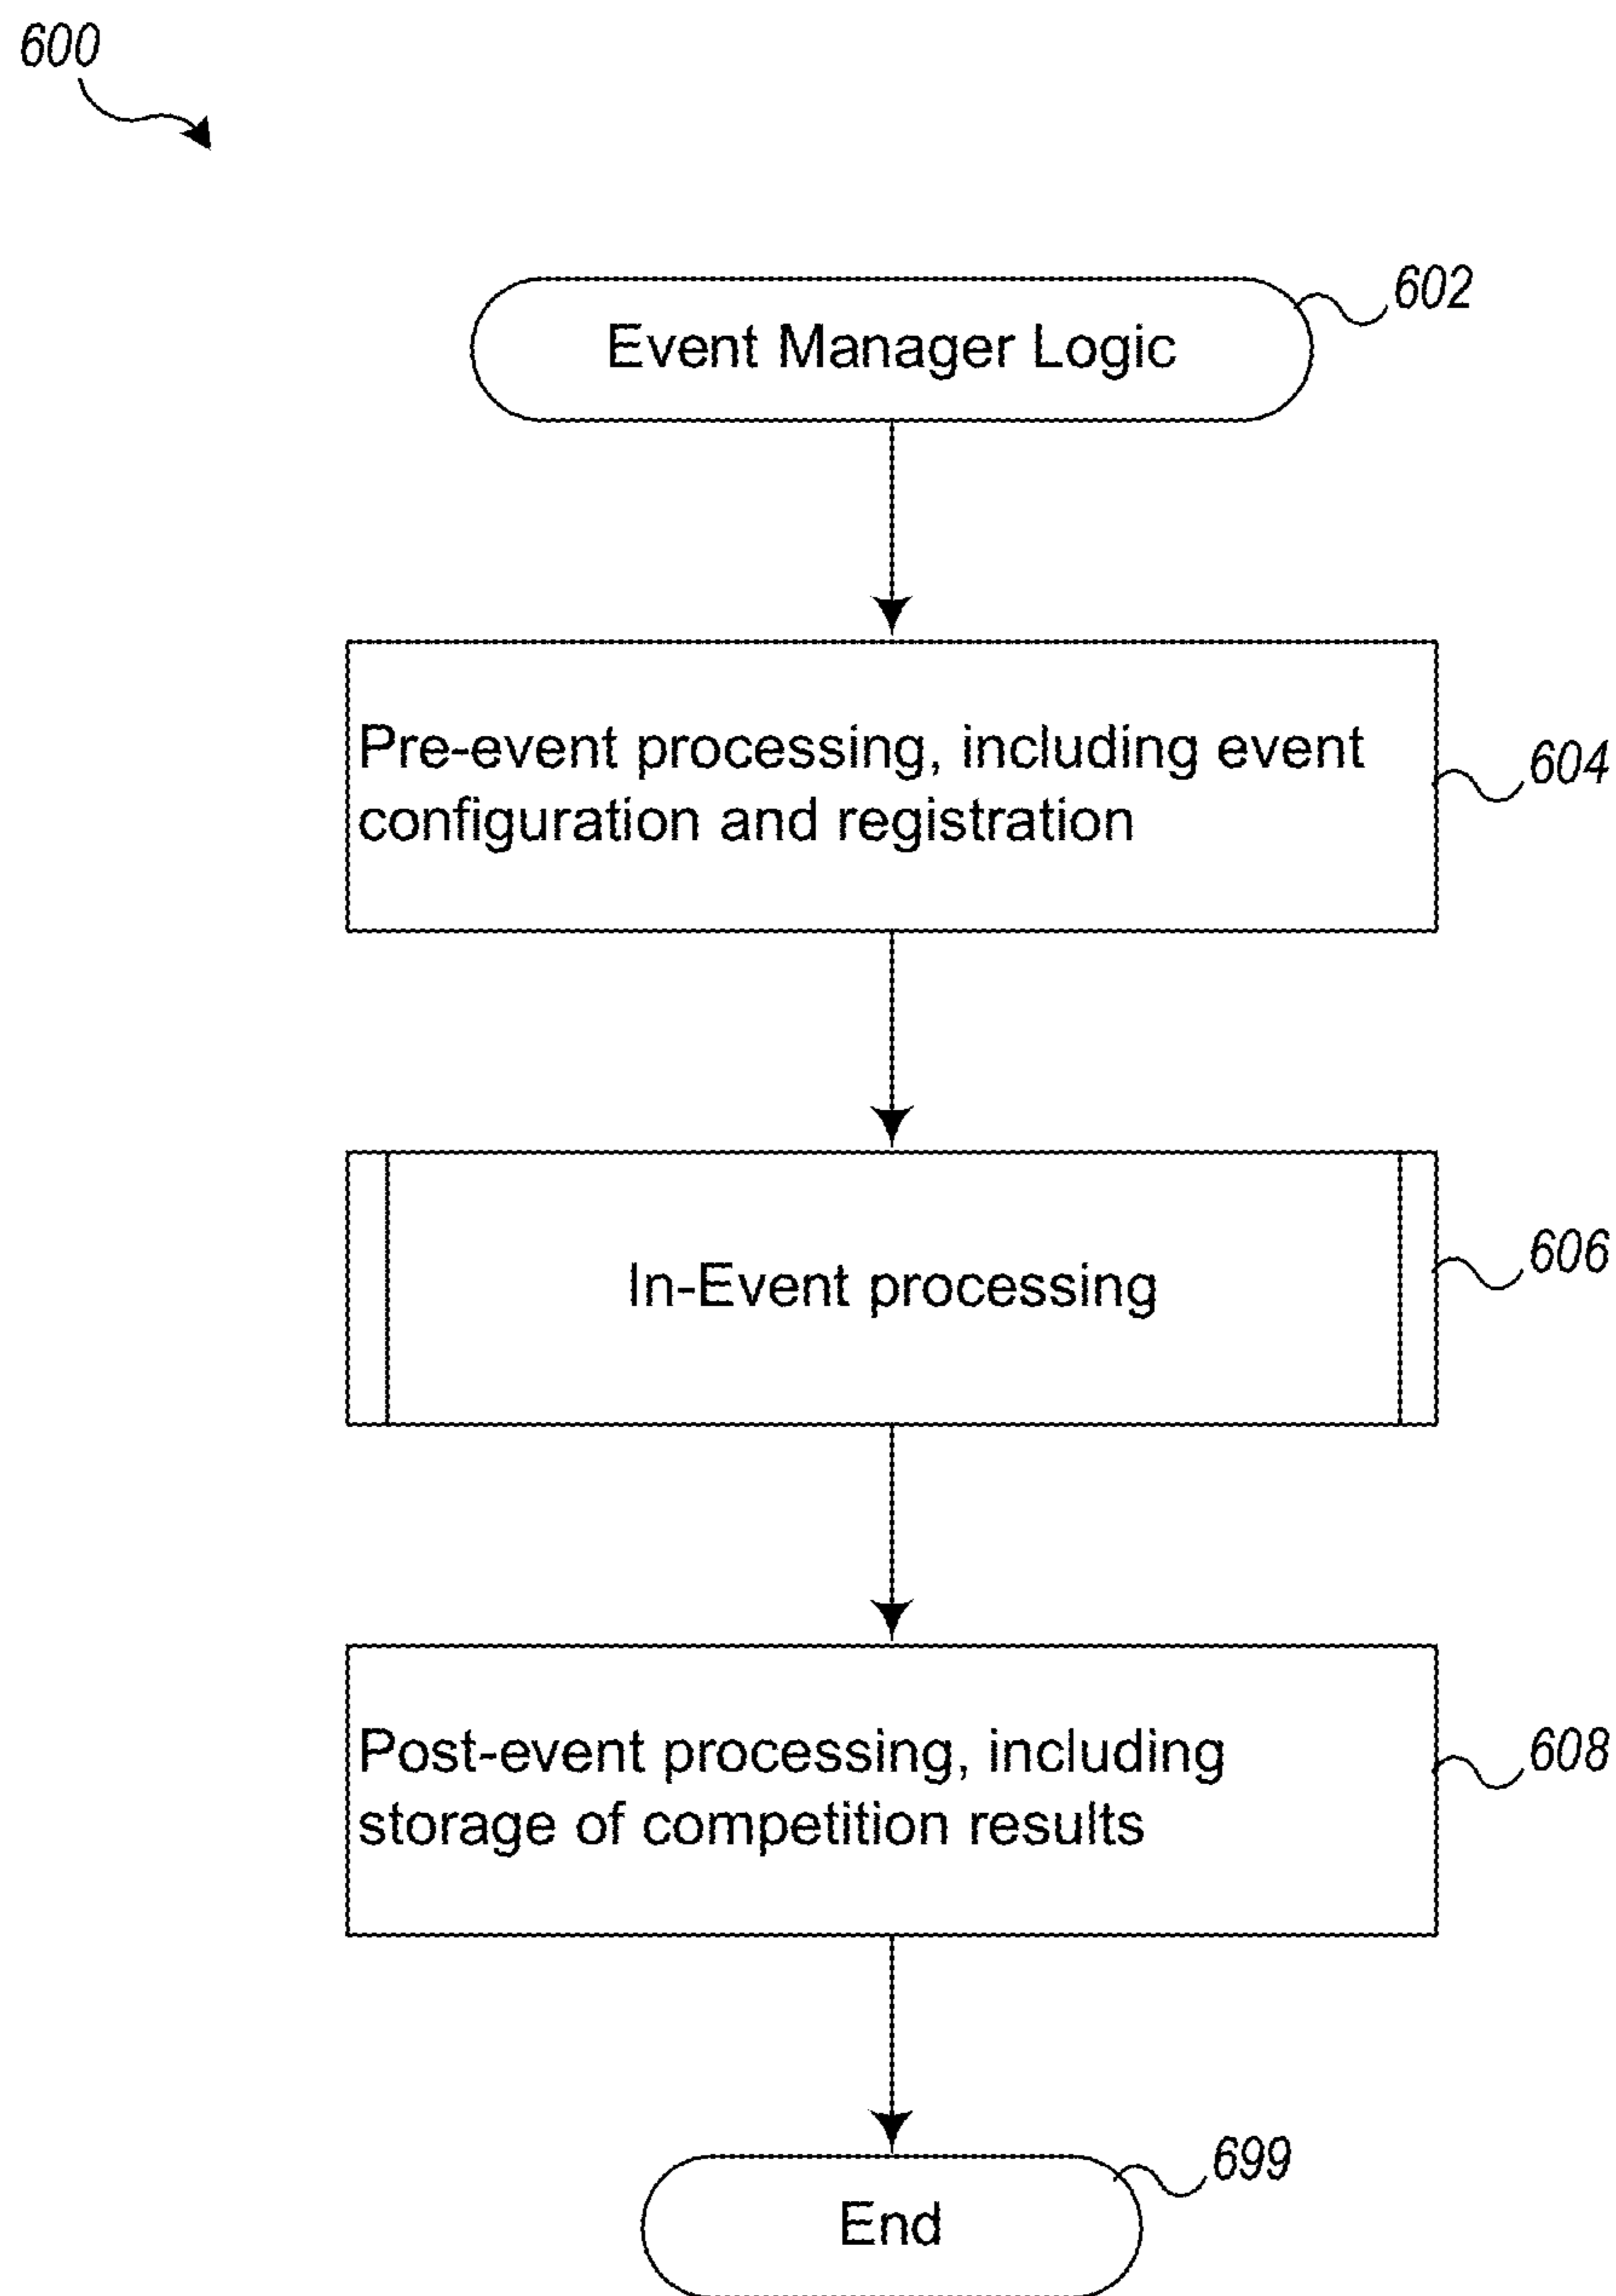 600
602
Event Manager Logic
Pre-event processing, including event
configuration and registration
604
In-Event processing
606
Post-event processing, including
storage of competition results
608
699
End